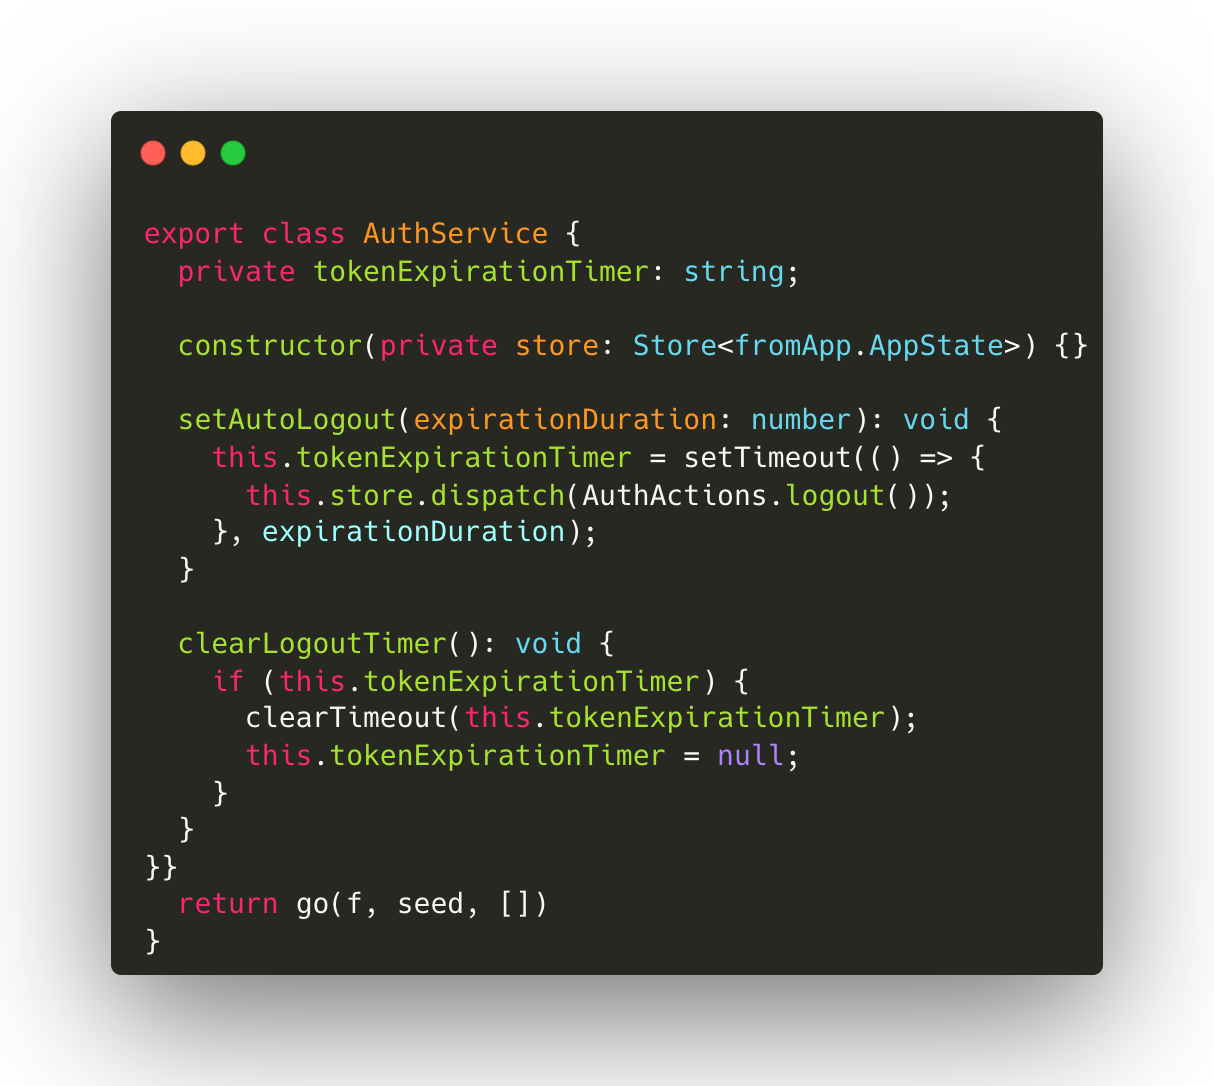 export class AuthService {
  private tokenExpirationTimer: string;

  constructor(private store: Store<fromApp.AppState>) {}

  setAutoLogout(expirationDuration: number): void {
    this.tokenExpirationTimer = setTimeout(() => {
      this.store.dispatch(AuthActions.logout());
    }, expirationDuration);
  }

  clearLogoutTimer(): void {
    if (this.tokenExpirationTimer) {
      clearTimeout(this.tokenExpirationTimer);
      this.tokenExpirationTimer = null;
    }
  }
}}
  return go(f, seed, [])
}